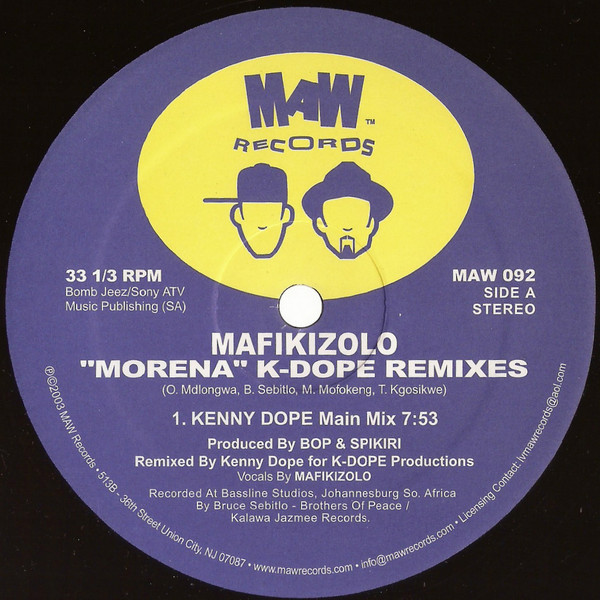 MAW™
RECORDS
33 1/3 RPM
Bomb Jeez/Sony ATV
Music Publishing (SA)
MAW 092
SIDE A
STEREO
MAFIKIZOLO
"MORENA" K-DOPE REMIXES
(O. Mdlongwa, B. Sebitlo, M. Mofokeng, T. Kgosikwe)
1. KENNY DOPE Main Mix 7:53
Produced By BOP & SPIKIRI
Remixed By Kenny Dope for K-DOPE Productions
Vocals By MAFIKIZOLO
Recorded At Bassline Studios, Johannesburg So. Africa
By Bruce Sebitlo - Brothers Of Peace /
Kalawa Jazmee Records.
℗©2003 MAW Records • 513B - 36th Street Union City, NJ 07087 • www.mawrecords.com • info@mawrecords.com • Licensing Contact: lvmawrecords@aol.com